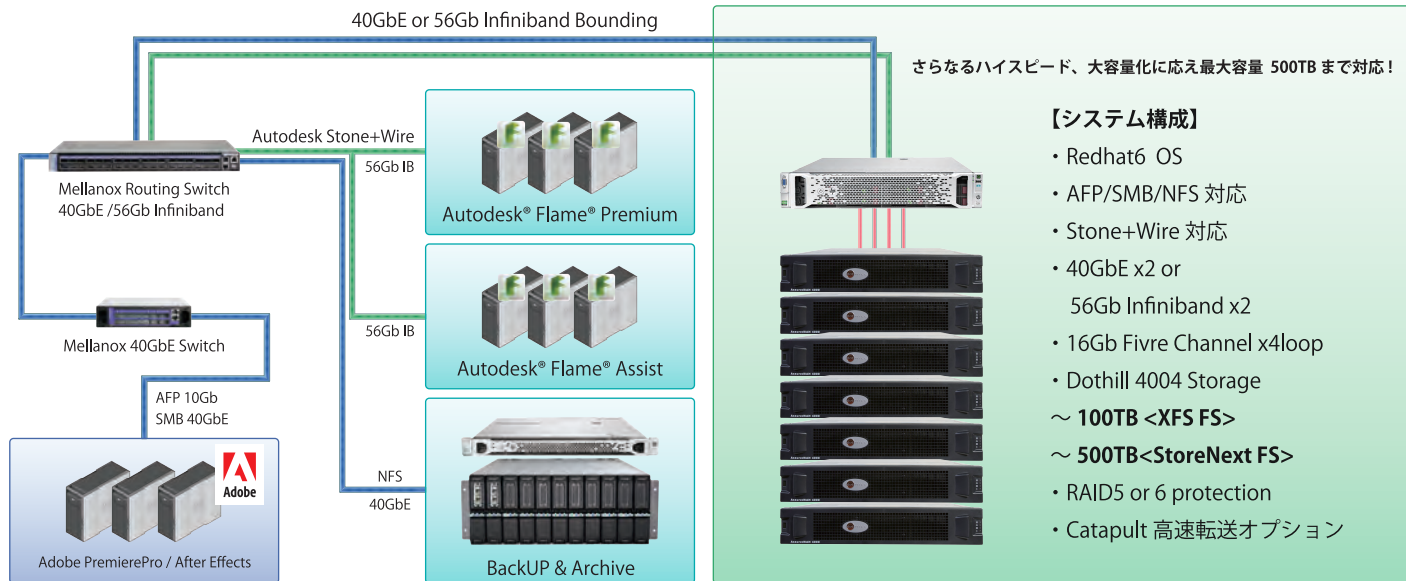 40GbE or 56Gb Infiniband Bounding
さらなるハイスピード、大容量化に応え最大容量 500TB まで対応！
Autodesk Stone+Wire
56Gb IB
Mellanox Routing Switch
40GbE /56Gb Infiniband
Autodesk® Flame® Premium
56Gb IB
Autodesk® Flame® Assist
Mellanox 40GbE Switch
AFP 10Gb
SMB 40GbE
Adobe
Adobe PremierePro / After Effects
NFS
40GbE
BackUP & Archive
【システム構成】
・Redhat6 OS
・AFP/SMB/NFS 対応
・Stone+Wire 対応
・40GbE x2 or
56Gb Infiniband x2
・16Gb Fivre Channel x4loop
・Dothill 4004 Storage
～ 100TB <XFS FS>
～ 500TB<StoreNext FS>
・RAID5 or 6 protection
・Catapult 高速転送オプション